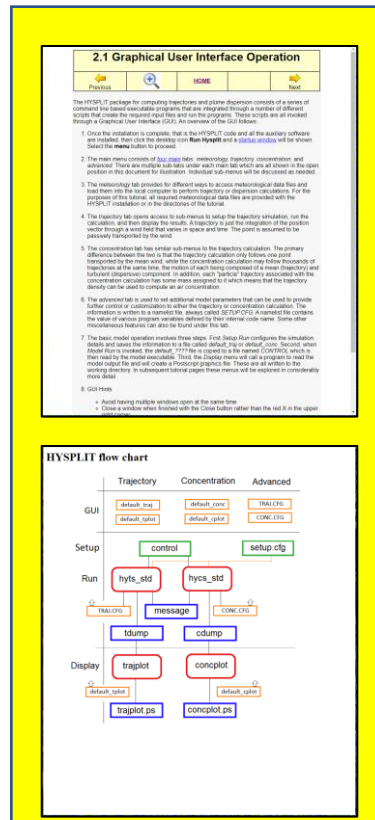 2.1 Graphical User Interface Operation
Previous
HOME
Next
The HYSPLIT package for computing trajectories and plume dispersion consists of a series of
command line based executable programs that are integrated through a number of different
scripts that create the required input files and run the programs. These scripts are all invoked
through a Graphical User Interface (GUI). An overview of the GUI follows:
1. Once the installation is complete, that is the HYSPLIT code and all the auxiliary software
are installed, then click the desktop icon Run Hysplit and a startup window will be shown.
Select the menu button to proceed.
2. The main menu consists of four main tabs: meteorology, trajectory, concentration, and
advanced. There are multiple sub-tabs under each main tab which are all shown in the open
position in this document for illustration. Individual sub-menus will be discussed as needed.
3. The meteorology tab provides for different ways to access meteorological data files and
load them into the local computer to perform trajectory or dispersion calculations. For the
purposes of this tutorial, all required meteorological data files are provided with the
HYSPLIT installation or in the directories of the tutorial.
4. The trajectory tab opens access to sub-menus to setup the trajectory simulation, run the
calculation, and then display the results. A trajectory is just the integration of the position
vector through a wind field that varies in space and time. The point is assumed to be
passively transported by the wind.
5. The concentration tab has similar sub-menus to the trajectory calculation. The primary
difference between the two is that the trajectory calculation only follows one point
transported by the mean wind, while the concentration calculation may follow thousands of
trajectories at the same time, the motion of each being composed of a mean (trajectory) and
turbulent (dispersive) component. In addition, each "particle" trajectory associated with the
concentration calculation has some mass assigned to it which means that the trajectory
density can be used to compute an air concentration.
6. The advanced tab is used to set additional model parameters that can be used to provide
further control or customization to either the trajectory or concentration calculation. The
information is written to a namelist file, always called SETUP.CFG. A namelist file contains
the value of various program variables defined by their internal code name. Some other
miscellaneous features can also be found under this tab.
7. The basic model operation involves three steps. First Setup Run configures the simulation
details and saves the information to a file called default_traj or default_conc. Second, when
Model Run is invoked, the default_???? file is copied to a file named CONTROL which is
then read by the model executable. Third, the Display menu will call a program to read the
model output file and will create a Postscript graphics file. These are all written to the
working directory. In subsequent tutorial pages these menus will be explored in considerably
more detail.
8. GUI Hints
Avoid having multiple windows open at the same time
Close a window when finished with the Close button rather than the red X in the upper
HYSPLIT flow chart
Trajectory Concentration Advanced
GUI
default_traj default_conc TRAJ.CFG
default_tplot default_cplot CONC.CFG
Setup control setup.cfg
Run hyts_std hycs_std
TRAJ.CFG message CONC.CFG
tdump cdump
Display trajplot concplot
default_tplot default_cplot
trajplot.ps concplot.ps